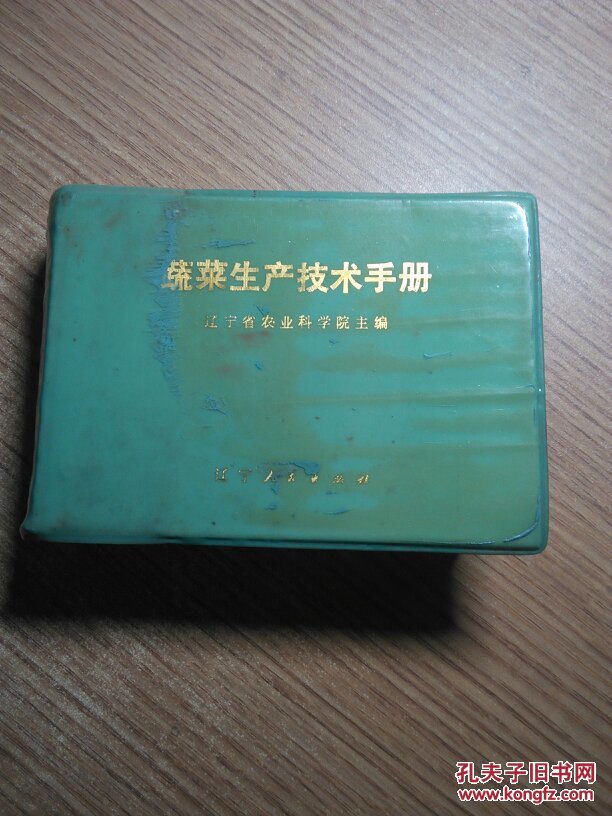 蔬菜生产技术手册
辽宁省农业科学院主编
辽宁人民出版社
孔夫子旧书网
www.kongfz.com